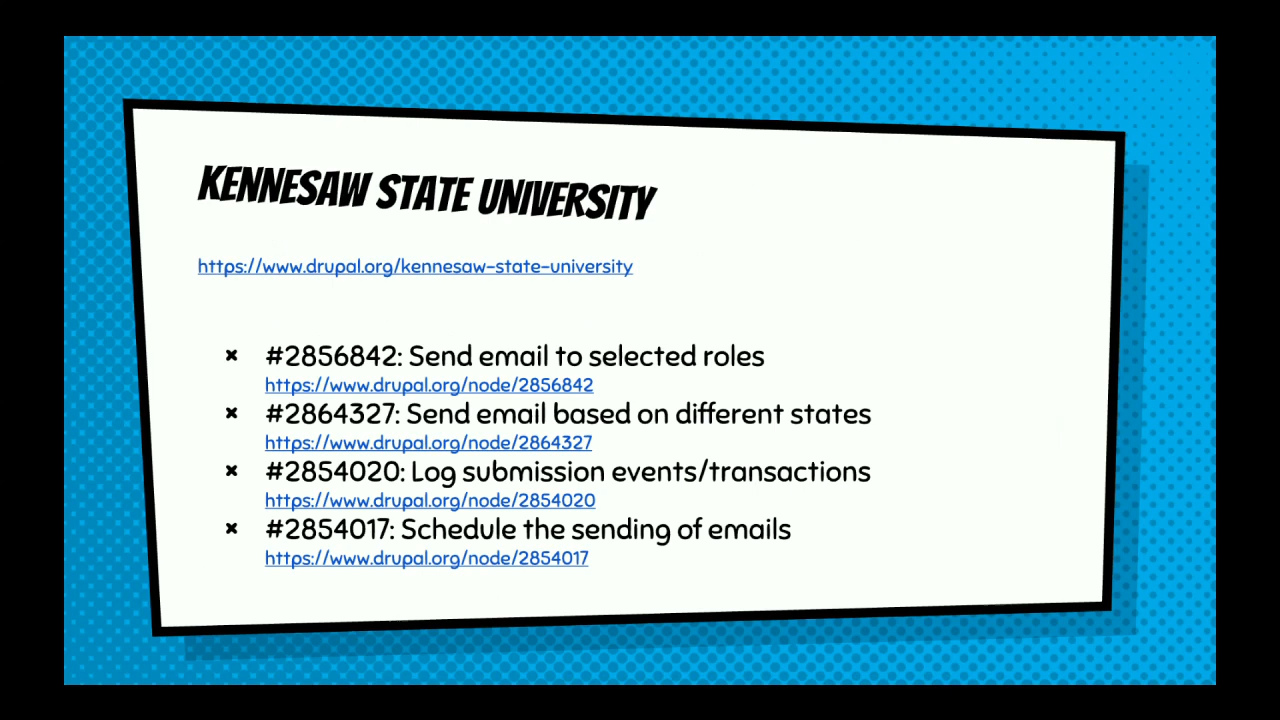 KENNESAW STATE UNIVERSITY
https://www.drupal.org/kennesaw-state-university
× #2856842: Send email to selected roles
https://www.drupal.org/node/2856842
× #2864327: Send email based on different states
https://www.drupal.org/node/2864327
× #2854020: Log submission events/transactions
https://www.drupal.org/node/2854020
× #2854017: Schedule the sending of emails
https://www.drupal.org/node/2854017